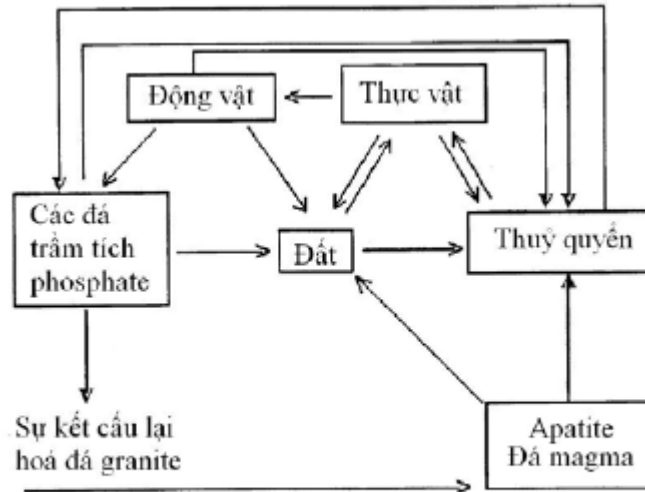 Động vật
Thực vật
Các đá
trầm tích
phosphate
Đất
Thuỷ quyển
Sự kết cấu lại
hoá đá granite
Apatite
Đá magma